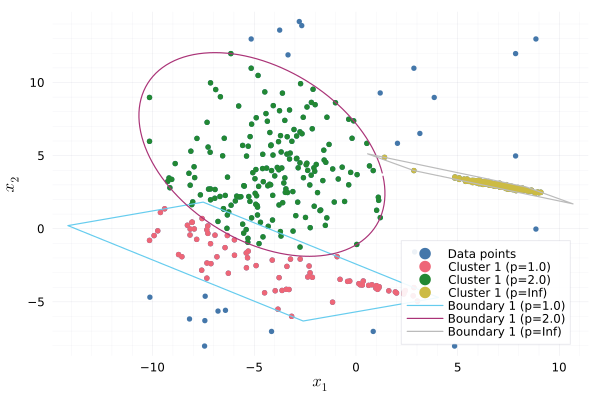 10
5
0
−5
−10
−5
0
5
10
x₂
x₁
Data points
Cluster 1 (p=1.0)
Cluster 1 (p=2.0)
Cluster 1 (p=Inf)
Boundary 1 (p=1.0)
Boundary 1 (p=2.0)
Boundary 1 (p=Inf)